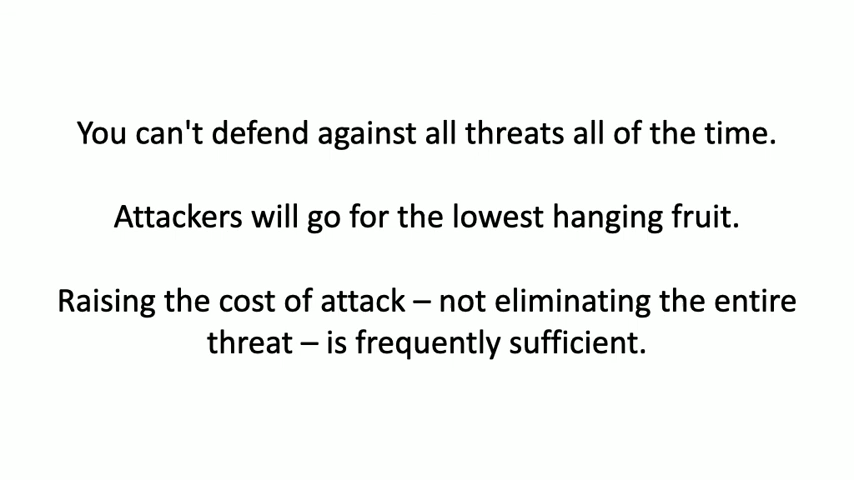 You can't defend against all threats all of the time.
Attackers will go for the lowest hanging fruit.
Raising the cost of attack – not eliminating the entire
threat – is frequently sufficient.